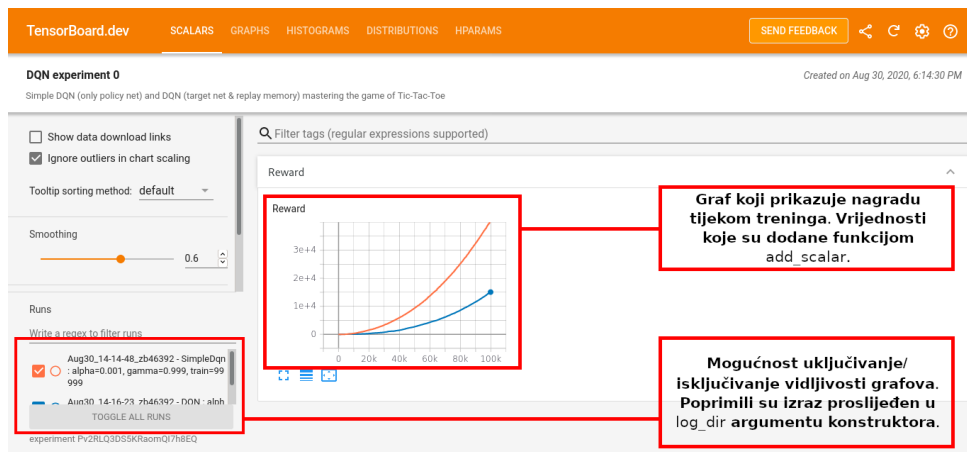 TensorBoard.dev SCALARS GRAPHS HISTOGRAMS DISTRIBUTIONS HPARAMS SEND FEEDBACK
DQN experiment 0
Created on Aug 30, 2020, 6:14:30 PM
Simple DQN (only policy net) and DQN (target net & replay memory) mastering the game of Tic-Tac-Toe
Show data download links
Ignore outliers in chart scaling
Tooltip sorting method: default
Smoothing
0.6
Runs
Write a regex to filter runs
Aug30_14-14-48_zb46392 - SimpleDqn
: alpha=0.001, gamma=0.999, train=99
999
Aug30_14-16-23_zb46392 - DQN : alph
TOGGLE ALL RUNS
experiment Pv2RLQ3DS5KRaomQI7h8EQ
Filter tags (regular expressions supported)
Reward
Reward
3e+4
2e+4
1e+4
0
0 20k 40k 60k 80k 100k
Graf koji prikazuje nagradu
tijekom treninga. Vrijednosti
koje su dodane funkcijom
add_scalar.
Mogućnost uključivanje/
isključivanje vidljivosti grafova.
Poprimili su izraz proslijeđen u
log_dir argumentu konstruktora.